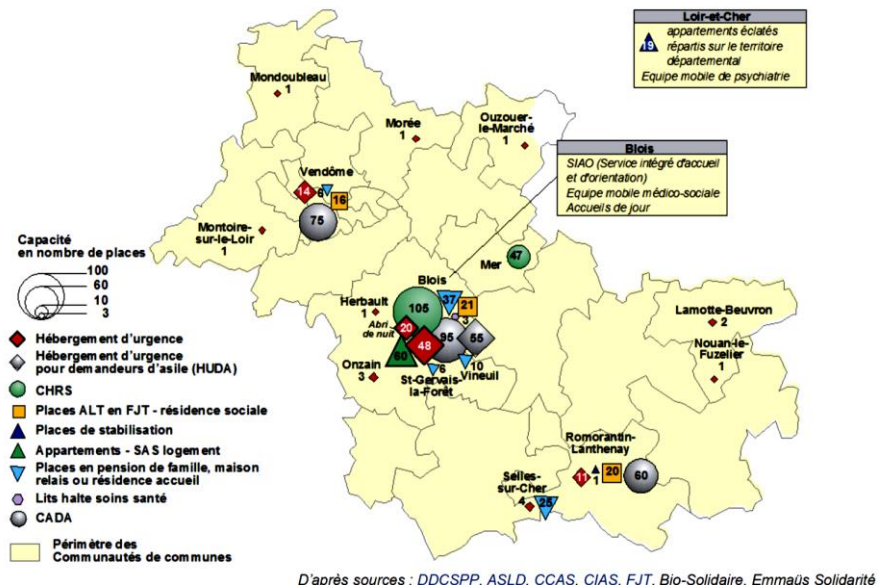 Loir-et-Cher
19
appartements éclatés
répartis sur le territoire
départemental
Equipe mobile de psychiatrie
Mondoubleau
1
Morée
1
Ouzouer-
le-Marché
1
Blois
SIAO (Service intégré d'accueil
et d'orientation)
Equipe mobile médico-sociale
Accueils de jour
Vendôme
14
6
16
75
Montoire-
sur-le-Loir
1
Mer
47
Blois
105
37
21
3
Herbault
1
Abri
de nuit
20
48
95
55
60
Onzain
3
6
St-Gervais-
la-Forêt
10
Vineuil
Lamotte-Beuvron
2
Nouan-le-
Fuzelier
1
Romorantin-
Lanthenay
11
1
20
60
Selles-
sur-Cher
4
25
Capacité
en nombre de places
100
60
10
3
Hébergement d'urgence
Hébergement d'urgence
pour demandeurs d'asile (HUDA)
CHRS
Places ALT en FJT - résidence sociale
Places de stabilisation
Appartements - SAS logement
Places en pension de famille, maison
relais ou résidence accueil
Lits halte soins santé
CADA
Périmètre des
Communautés de communes
D'après sources : DDCSPP, ASLD, CCAS, CIAS, FJT, Bio-Solidaire, Emmaüs Solidarité